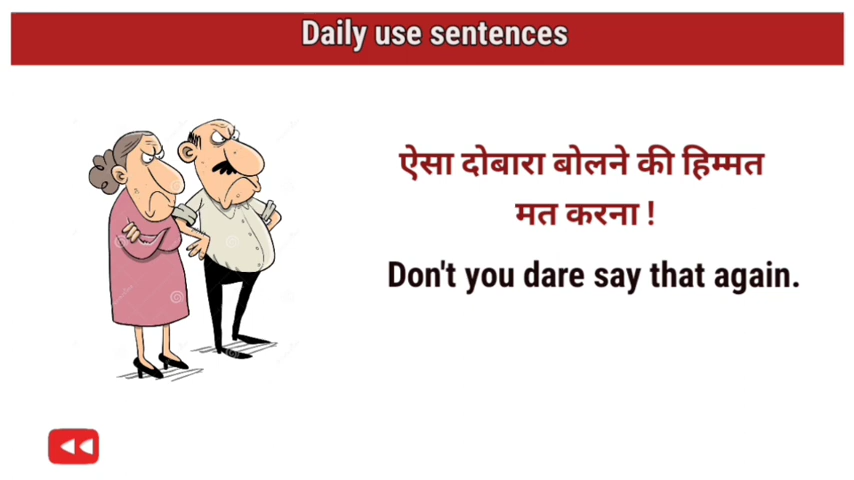 Daily use sentences
ऐसा दोबारा बोलने की हिम्मत
मत करना !
Don't you dare say that again.